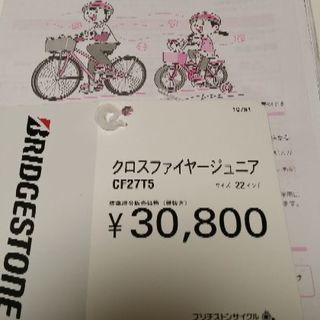 BRIDGESTONE
クロスファイヤージュニア
CF27T5 サイズ 22インチ
¥30,800
ブリヂストンサイクル